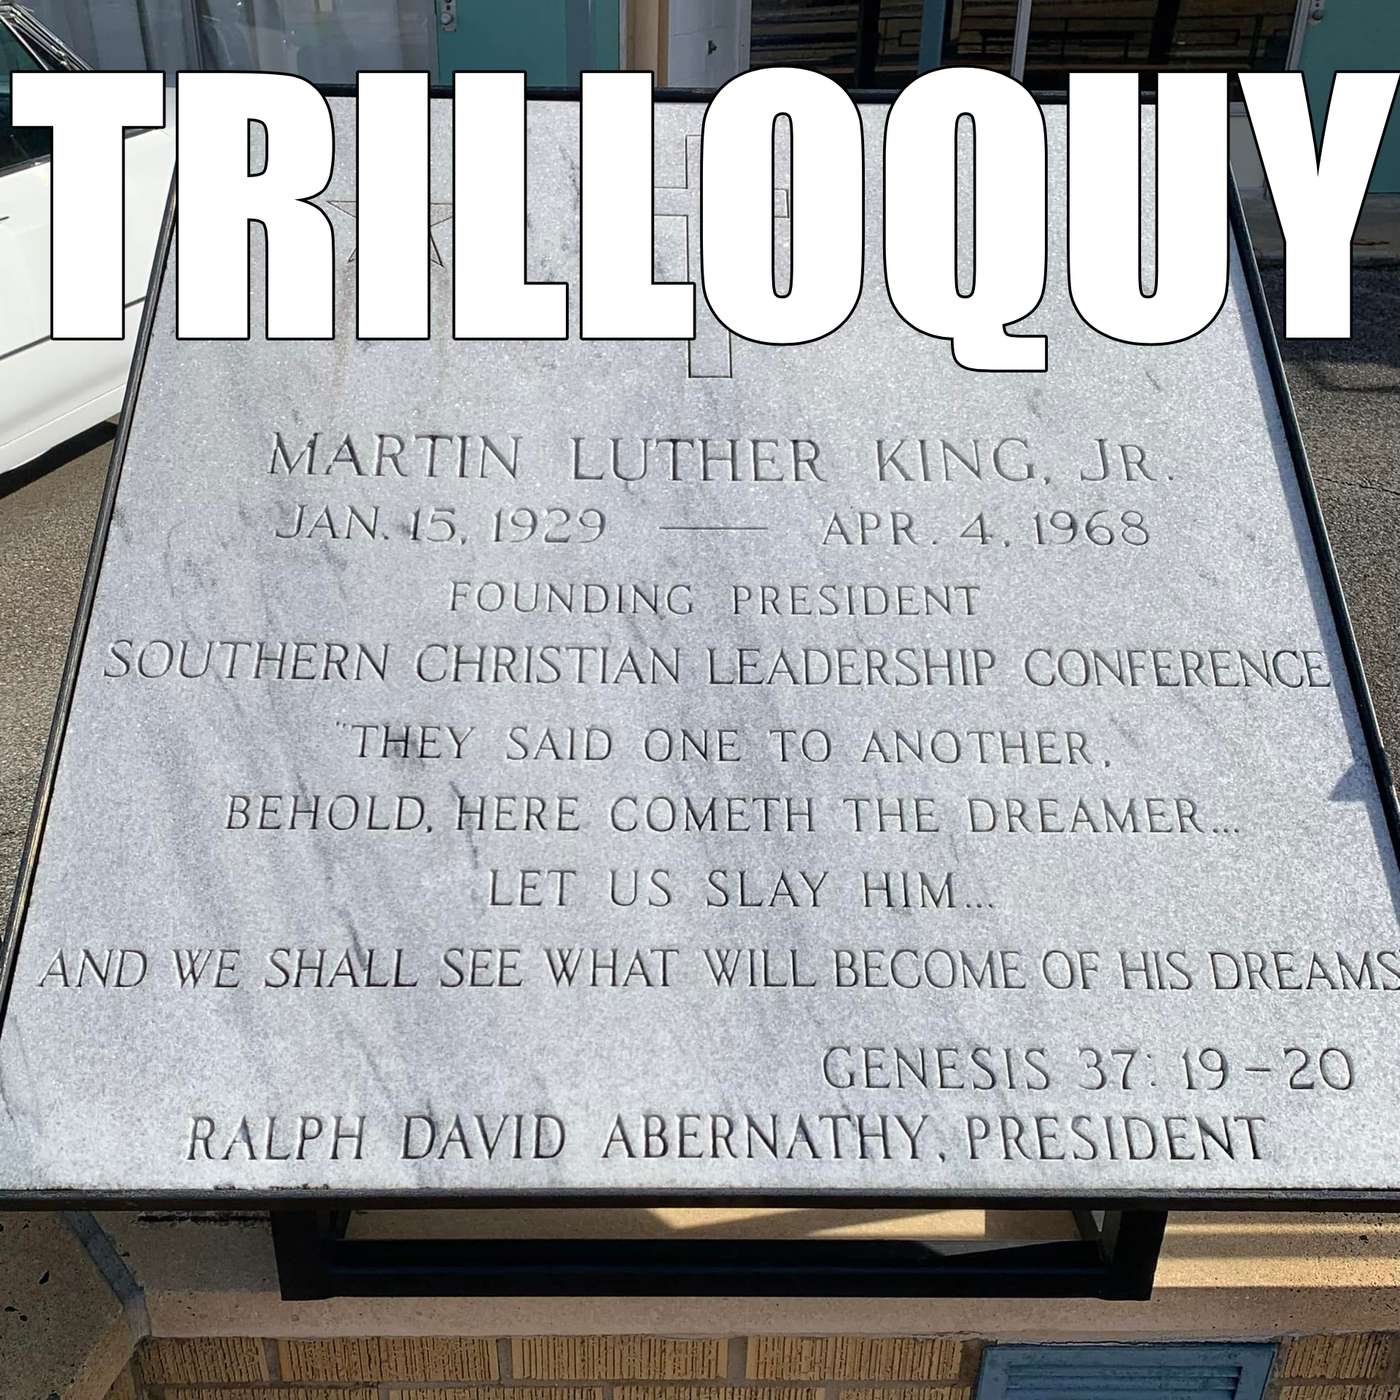 TRILLOQUY
MARTIN LUTHER KING, JR.
JAN. 15, 1929 — APR. 4, 1968
FOUNDING PRESIDENT
SOUTHERN CHRISTIAN LEADERSHIP CONFERENCE
"THEY SAID ONE TO ANOTHER,
BEHOLD, HERE COMETH THE DREAMER...
LET US SLAY HIM...
AND WE SHALL SEE WHAT WILL BECOME OF HIS DREAMS
GENESIS 37: 19-20
RALPH DAVID ABERNATHY, PRESIDENT